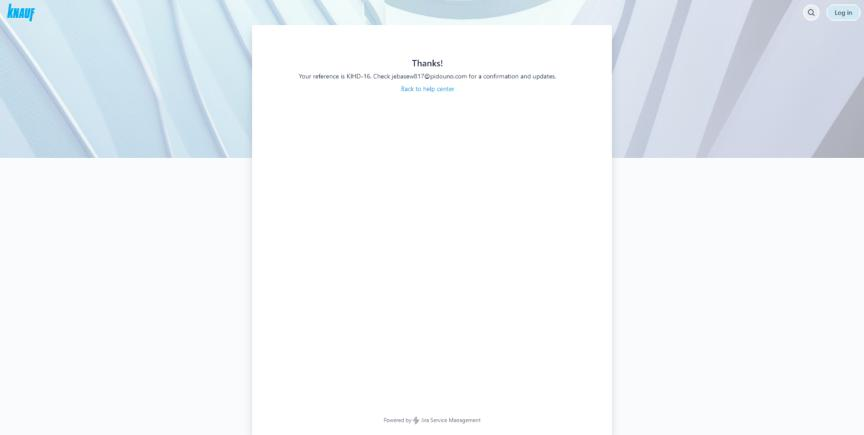 KNAUF
Log in
Thanks!
Your reference is KIHD-16. Check jebasew817@pidouno.com for a confirmation and updates.
Back to help center
Powered by Jira Service Management